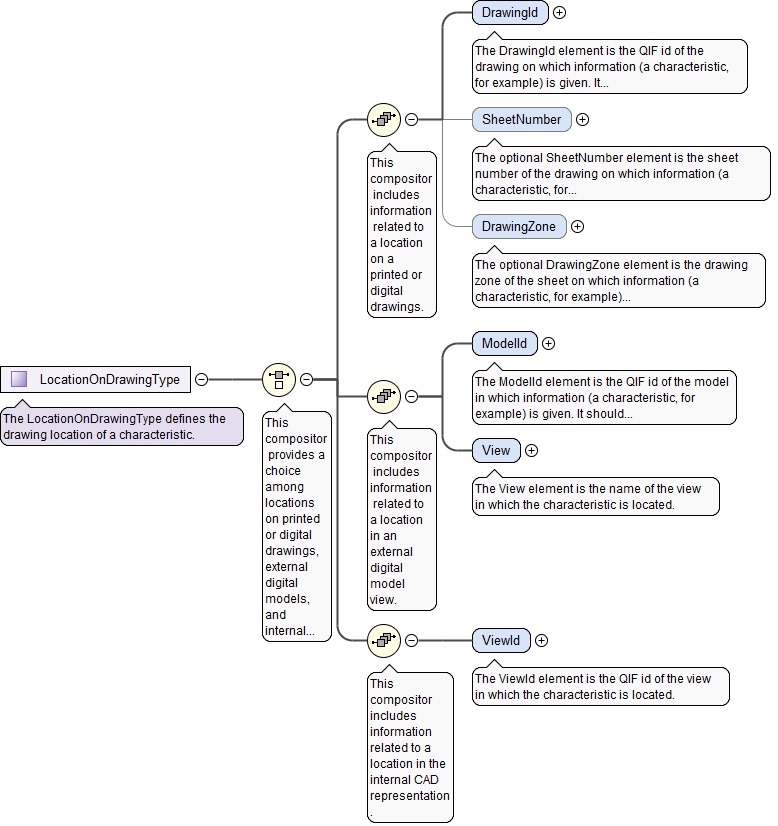 DrawingId
The DrawingId element is the QIF id of the
drawing on which information (a characteristic,
for example) is given. It...
SheetNumber
The optional SheetNumber element is the sheet
number of the drawing on which information (a
characteristic, for...
DrawingZone
The optional DrawingZone element is the drawing
zone of the sheet on which information (a
characteristic, for example)...
This
compositor
includes
information
related to
a location
on a
printed or
digital
drawings.
LocationOnDrawingType
The LocationOnDrawingType defines the
drawing location of a characteristic.
This
compositor
provides a
choice
among
locations
on printed
or digital
drawings,
external
digital
models,
and
internal...
ModelId
The ModelId element is the QIF id of the model
in which information (a characteristic, for
example) is given. It should...
View
The View element is the name of the view
in which the characteristic is located.
This
compositor
includes
information
related to
a location
in an
external
digital
model
view.
ViewId
The ViewId element is the QIF id of the view
in which the characteristic is located.
This
compositor
includes
information
related to a
location in the
internal CAD
representation
.